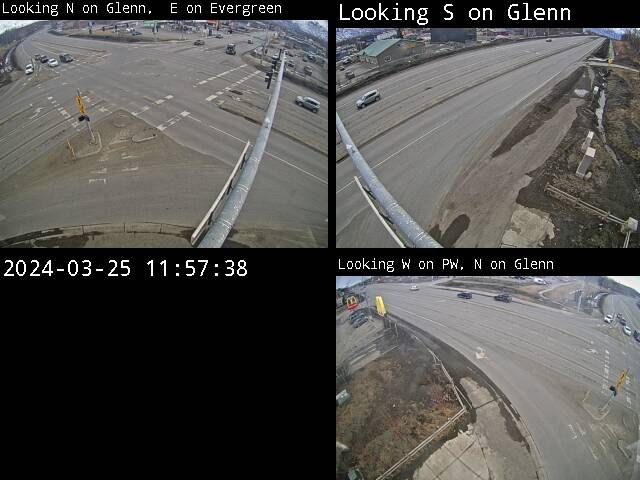 Looking N on Glenn,  E on Evergreen
Looking S on Glenn
2024-03-25 11:57:38
Looking W on PW, N on Glenn